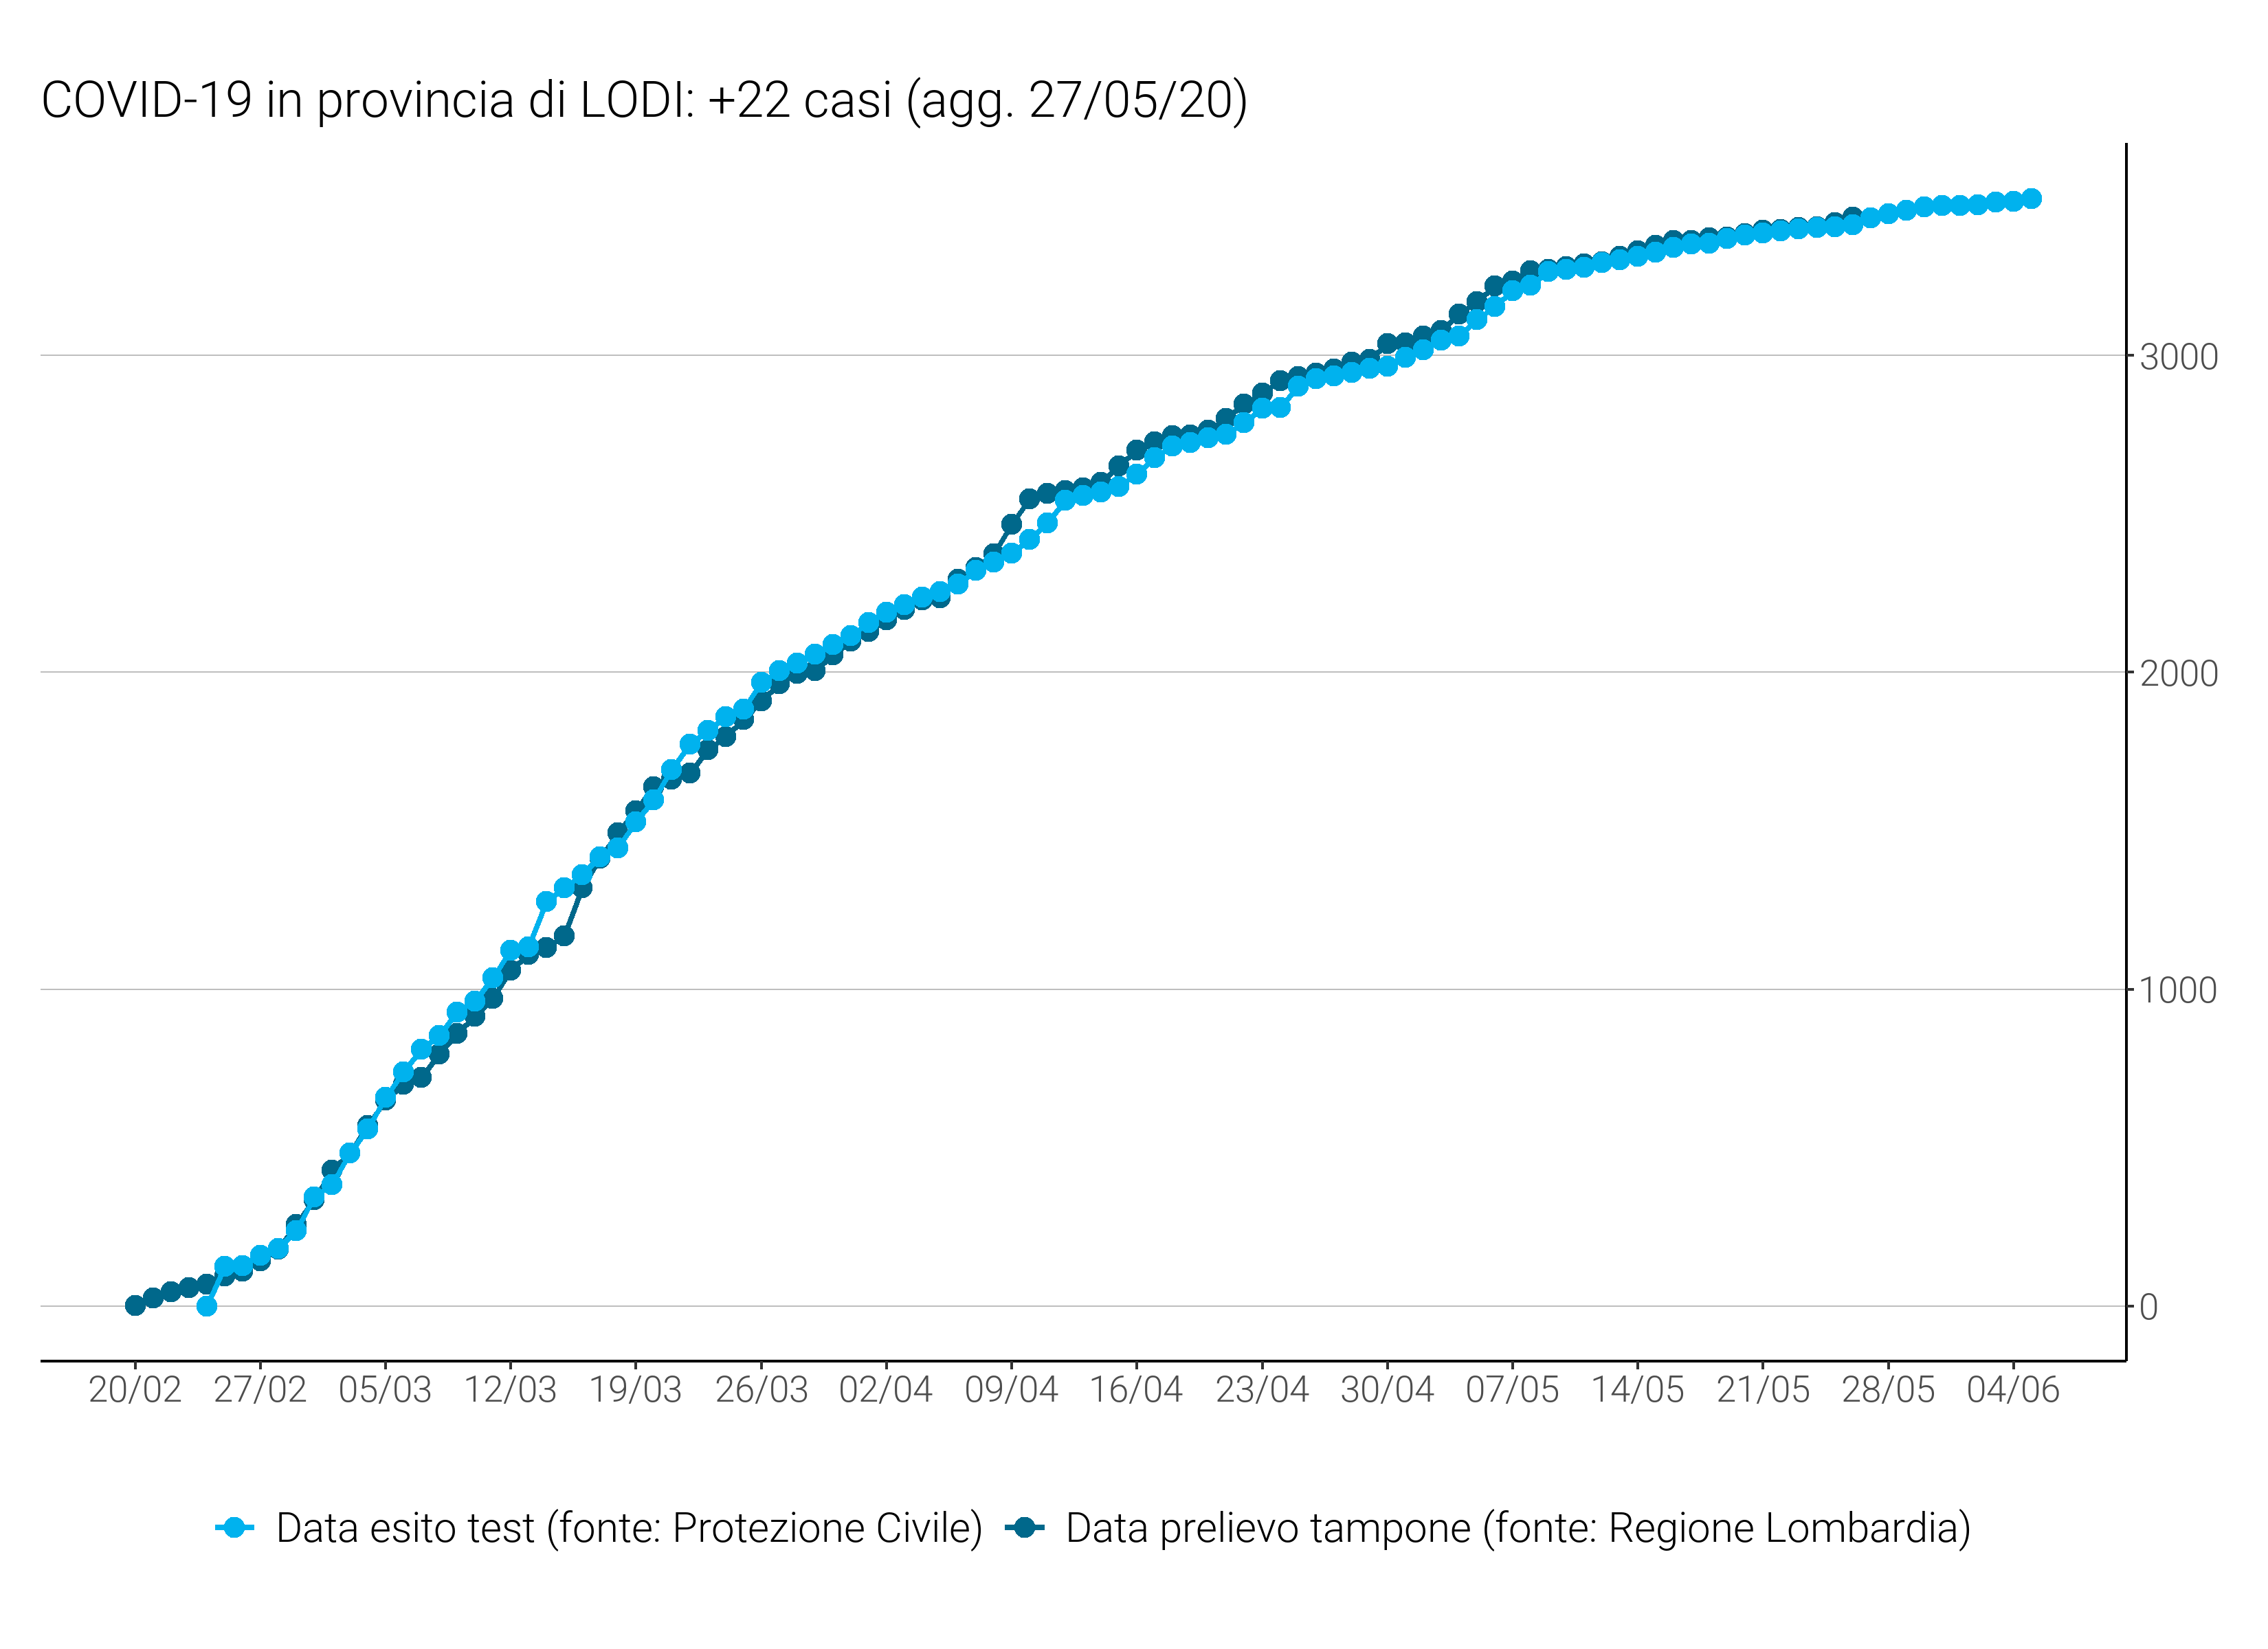 COVID-19 in provincia di LODI: +22 casi (agg. 27/05/20)
3000
2000
1000
0
20/02 27/02 05/03 12/03 19/03 26/03 02/04 09/04 16/04 23/04 30/04 07/05 14/05 21/05 28/05 04/06
Data esito test (fonte: Protezione Civile) Data prelievo tampone (fonte: Regione Lombardia)